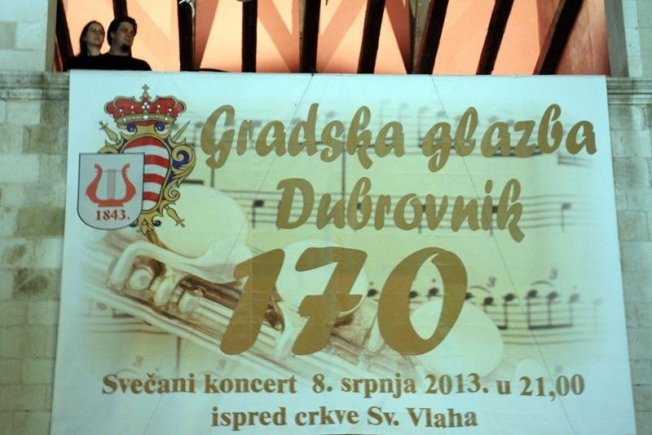 Gradska glazba
Dubrovnik
1843.
170
Svečani koncert 8. srpnja 2013. u 21,00
ispred crkve Sv. Vlaha